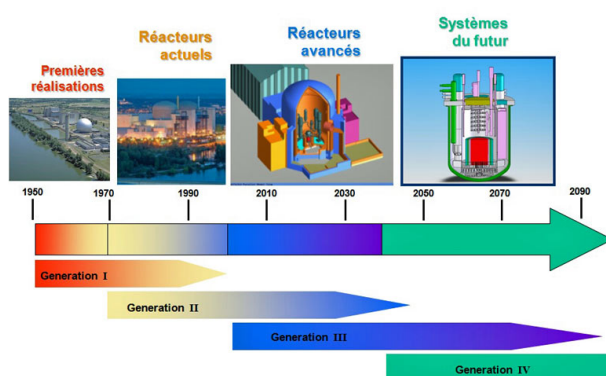 Premières
réalisations
Réacteurs
actuels
Réacteurs
avancés
Systèmes
du futur
1950
1970
1990
2010
2030
2050
2070
2090
Generation I
Generation II
Generation III
Generation IV